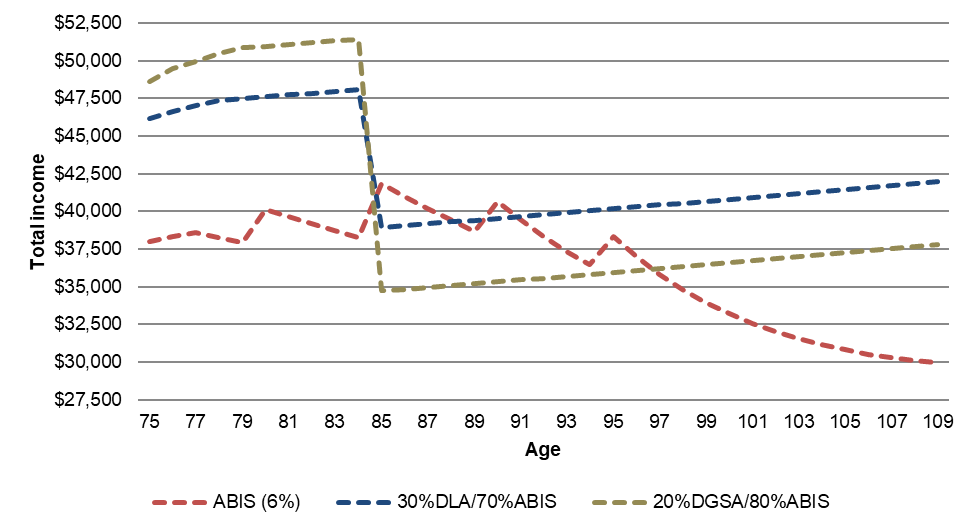 $52,500
$50,000
$47,500
$45,000
$42,500
$40,000
$37,500
$35,000
$32,500
$30,000
$27,500
Total income
75 77 79 81 83 85 87 89 91 93 95 97 99 101 103 105 107 109
Age
ABIS (6%) 30%DLA/70%ABIS 20%DGSA/80%ABIS